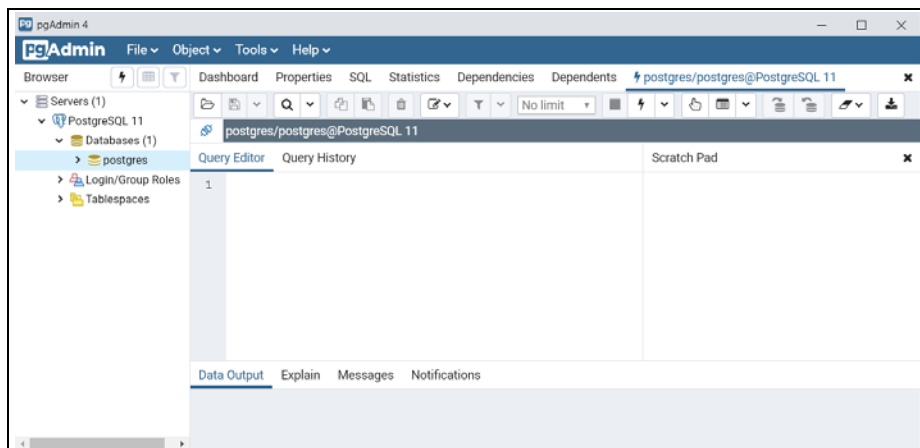 pgAdmin 4
pgAdmin File Object Tools Help
Browser Dashboard Properties SQL Statistics Dependencies Dependents postgres/postgres@PostgreSQL 11
Servers (1)
No limit
PostgreSQL 11
postgres/postgres@PostgreSQL 11
Databases (1)
postgres
Query Editor Query History Scratch Pad
Login/Group Roles
1
Tablespaces
Data Output Explain Messages Notifications